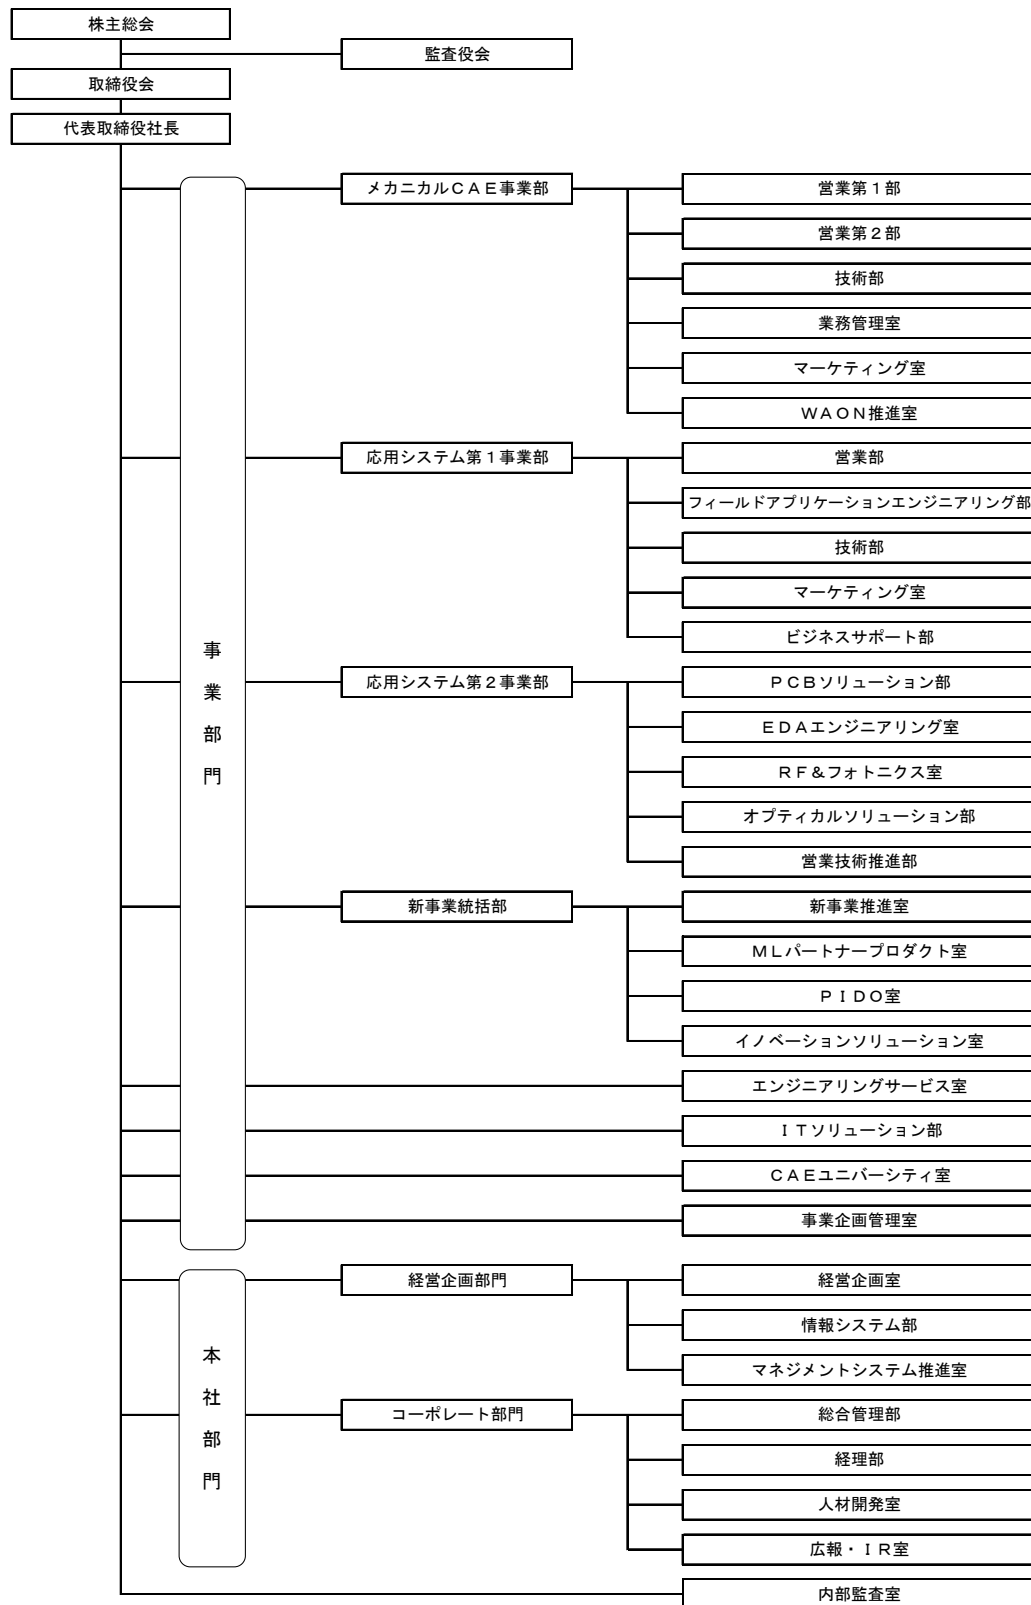 株主総会
監査役会
取締役会
代表取締役社長
事業部門
メカニカルＣＡＥ事業部
営業第１部
営業第２部
技術部
業務管理室
マーケティング室
ＷＡＯＮ推進室
応用システム第１事業部
営業部
フィールドアプリケーションエンジニアリング部
技術部
マーケティング室
ビジネスサポート部
応用システム第２事業部
ＰＣＢソリューション部
ＥＤＡエンジニアリング室
ＲＦ＆フォトニクス室
オプティカルソリューション部
営業技術推進部
新事業統括部
新事業推進室
ＭＬパートナープロダクト室
ＰＩＤＯ室
イノベーションソリューション室
エンジニアリングサービス室
ＩＴソリューション部
ＣＡＥユニバーシティ室
事業企画管理室
本社部門
経営企画部門
経営企画室
情報システム部
マネジメントシステム推進室
コーポレート部門
総合管理部
経理部
人材開発室
広報・ＩＲ室
内部監査室